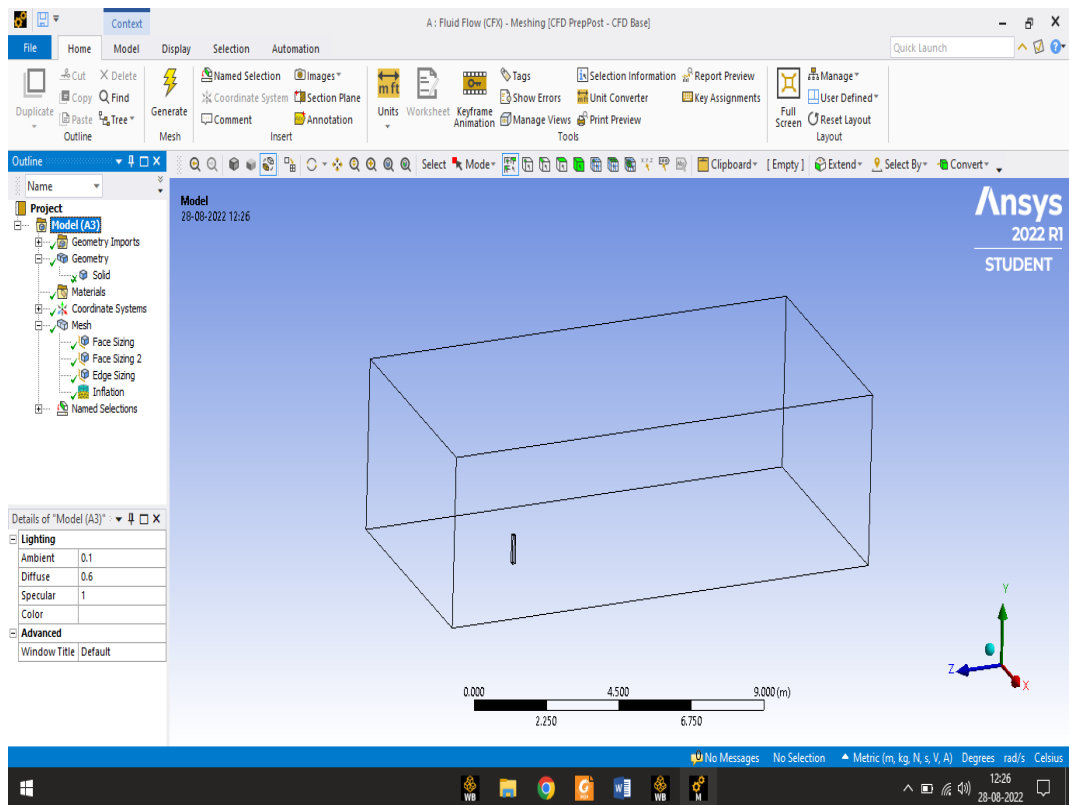 Context
A : Fluid Flow (CFX) - Meshing [CFD PrepPost - CFD Base]
File Home Model Display Selection Automation
Quick Launch
Duplicate
Cut
Copy
Paste
Delete
Find
Tree
Outline
Generate
Mesh
Named Selection
Coordinate System
Comment
Images
Section Plane
Annotation
Insert
m ft
Units
Worksheet
Keyframe
Animation
Tags
Show Errors
Manage Views
Selection Information
Unit Converter
Print Preview
Report Preview
Key Assignments
Tools
Full
Screen
Manage
User Defined
Reset Layout
Layout
Outline
Select Mode Clipboard [ Empty ] Extend Select By Convert
Name
Project
Model (A3)
Geometry Imports
Geometry
Solid
Materials
Coordinate Systems
Mesh
Face Sizing
Face Sizing 2
Edge Sizing
Inflation
Named Selections
Model
28-08-2022 12:26
Ansys
2022 R1
STUDENT
Details of "Model (A3)"
Lighting
Ambient 0.1
Diffuse 0.6
Specular 1
Color
Advanced
Window Title Default
Y
Z
X
0.000 4.500 9.000 (m)
2.250 6.750
No Messages No Selection Metric (m, kg, N, s, V, A) Degrees rad/s Celsius
WB
WB
M
12:26
28-08-2022